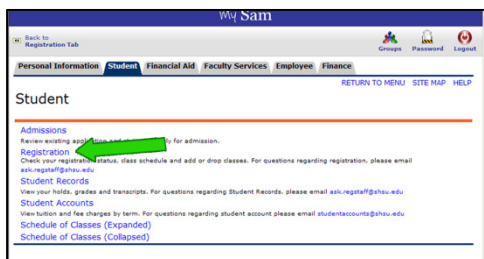 My Sam
Back to
Registration Tab
Groups Password Logout
Personal Information Student Financial Aid Faculty Services Employee Finance
RETURN TO MENU SITE MAP HELP
Student
Admissions
Review existing and ly for admission.
Registration
Check your registration status, class schedule and add or drop classes. For questions regarding registration, please email
ask.regstaff@shsu.edu
Student Records
View your holds, grades and transcripts. For questions regarding Student Records, please email ask.regstaff@shsu.edu
Student Accounts
View tuition and fee charges by term. For questions regarding student account please email studentaccounts@shsu.edu
Schedule of Classes (Expanded)
Schedule of Classes (Collapsed)